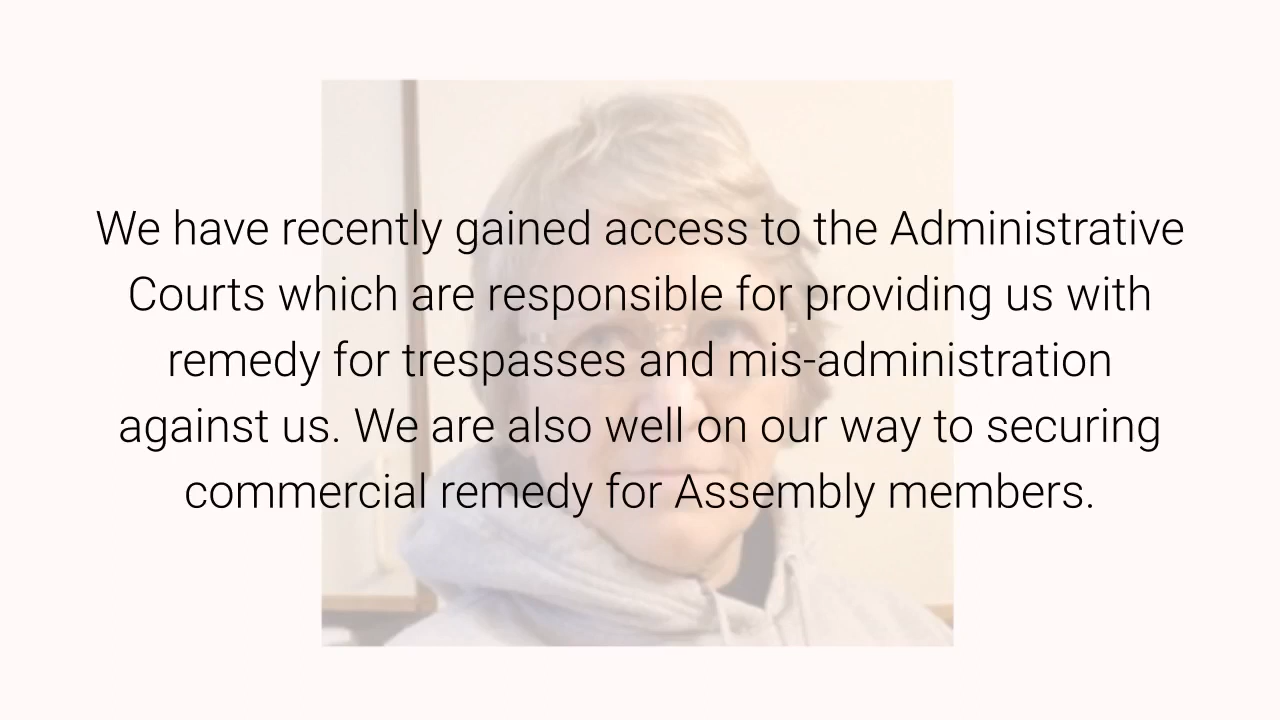 We have recently gained access to the Administrative
Courts which are responsible for providing us with
remedy for trespasses and mis-administration
against us. We are also well on our way to securing
commercial remedy for Assembly members.